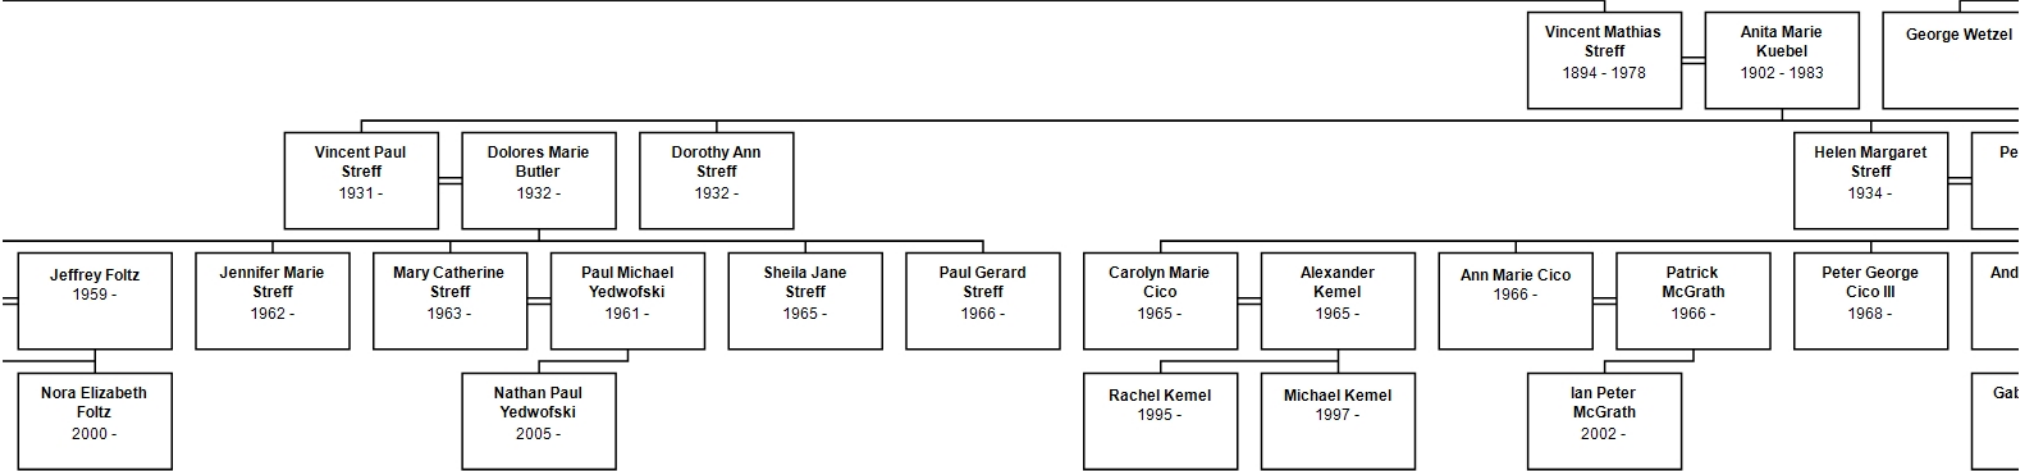 Vincent Mathias
Streff
1894 - 1978
Anita Marie
Kuebel
1902 - 1983
George Wetzel
Vincent Paul
Streff
1931 -
Dolores Marie
Butler
1932 -
Dorothy Ann
Streff
1932 -
Helen Margaret
Streff
1934 -
Pe
Jeffrey Foltz
1959 -
Jennifer Marie
Streff
1962 -
Mary Catherine
Streff
1963 -
Paul Michael
Yedwofski
1961 -
Sheila Jane
Streff
1965 -
Paul Gerard
Streff
1966 -
Carolyn Marie
Cico
1965 -
Alexander
Kemel
1965 -
Ann Marie Cico
1966 -
Patrick
McGrath
1966 -
Peter George
Cico III
1968 -
And
Nora Elizabeth
Foltz
2000 -
Nathan Paul
Yedwofski
2005 -
Rachel Kemel
1995 -
Michael Kemel
1997 -
Ian Peter
McGrath
2002 -